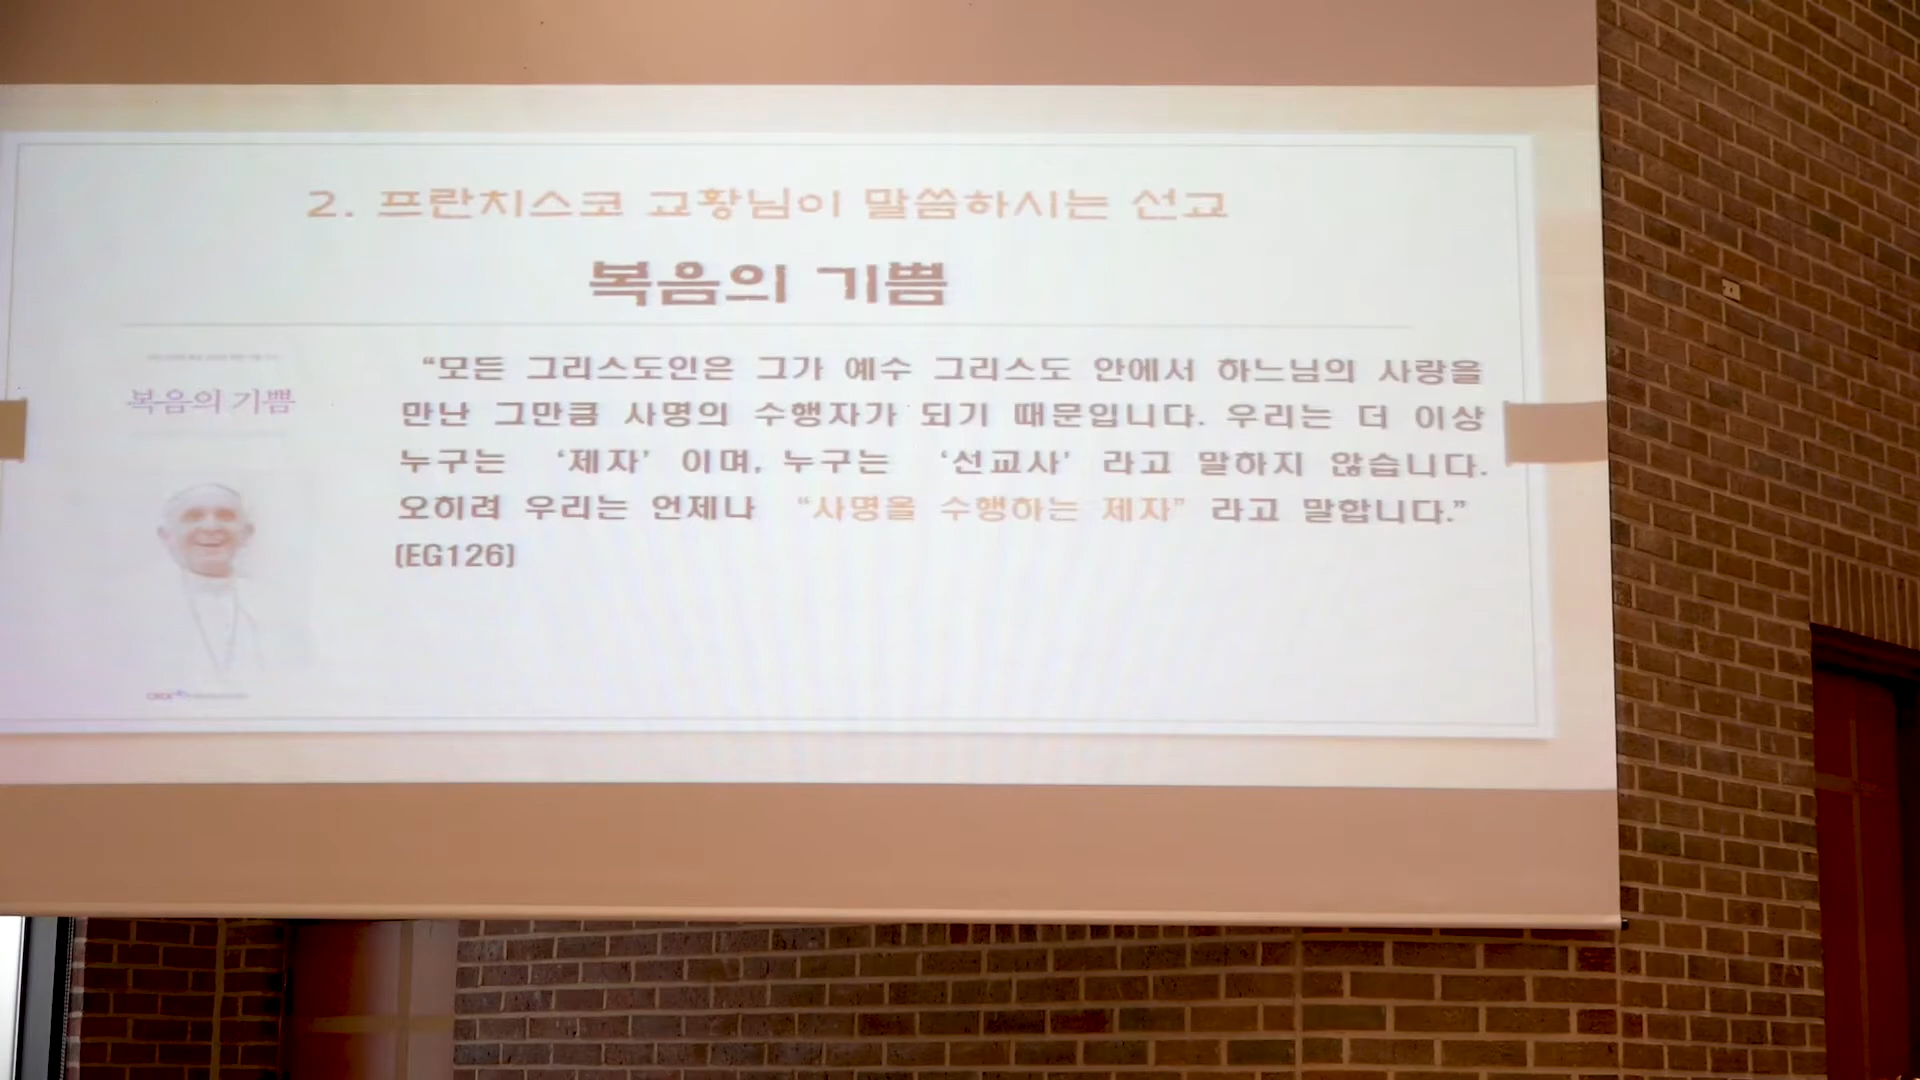 2. 프란치스코 교황님이 말씀하시는 선교
복음의 기쁨
복음의 기쁨
“모든 그리스도인은 그가 예수 그리스도 안에서 하느님의 사랑을
만난 그만큼 사명의 수행자가 되기 때문입니다. 우리는 더 이상
누구는 ‘제자’ 이며, 누구는 ‘선교사’ 라고 말하지 않습니다.
오히려 우리는 언제나 “사명을 수행하는 제자” 라고 말합니다.”
(EG126)